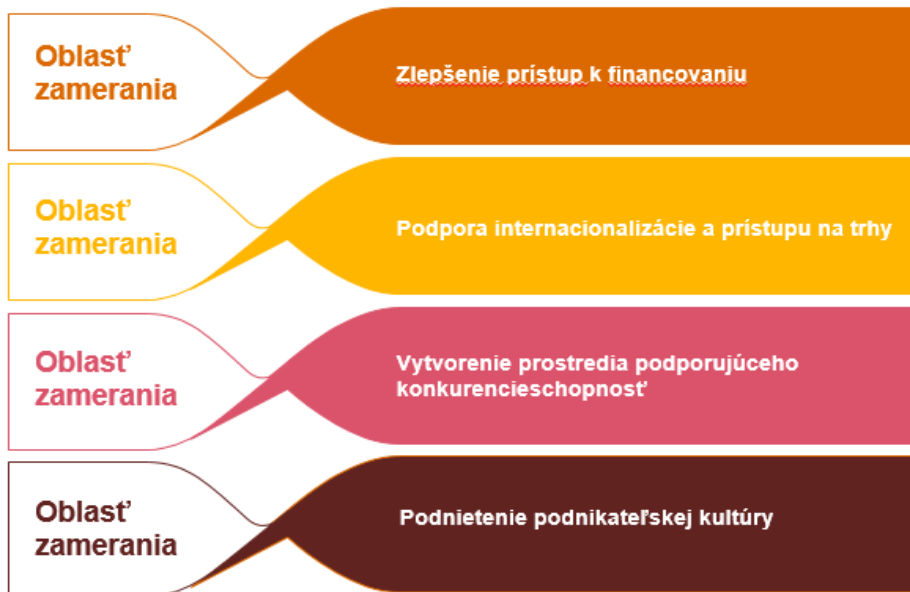 Oblasť
zamerania
Zlepšenie prístup k financovaniu
Oblasť
zamerania
Podpora internacionalizácie a prístupu na trhy
Oblasť
zamerania
Vytvorenie prostredia podporujúceho
konkurencieschopnosť
Oblasť
zamerania
Podnietenie podnikateľskej kultúry